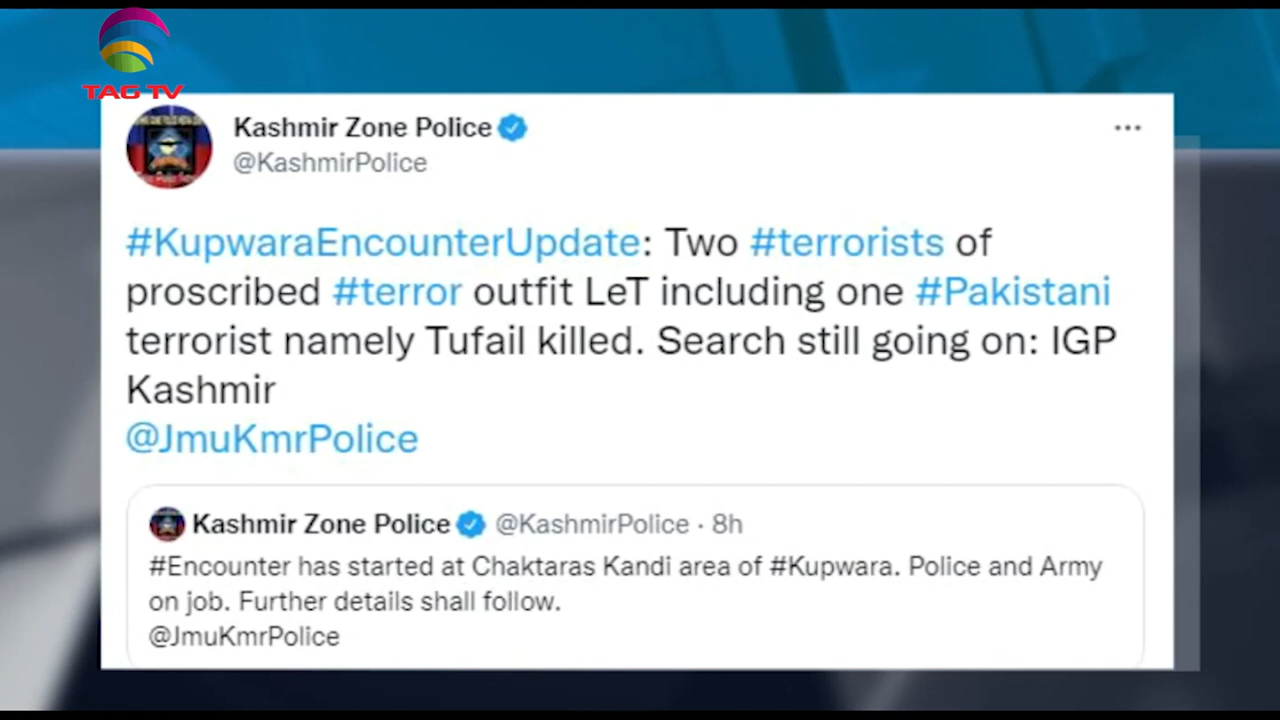 TAG TV
Kashmir Zone Police
@KashmirPolice
#KupwaraEncounterUpdate: Two #terrorists of
proscribed #terror outfit LeT including one #Pakistani
terrorist namely Tufail killed. Search still going on: IGP
Kashmir
@JmuKmrPolice
Kashmir Zone Police @KashmirPolice · 8h
#Encounter has started at Chaktaras Kandi area of #Kupwara. Police and Army
on job. Further details shall follow.
@JmuKmrPolice